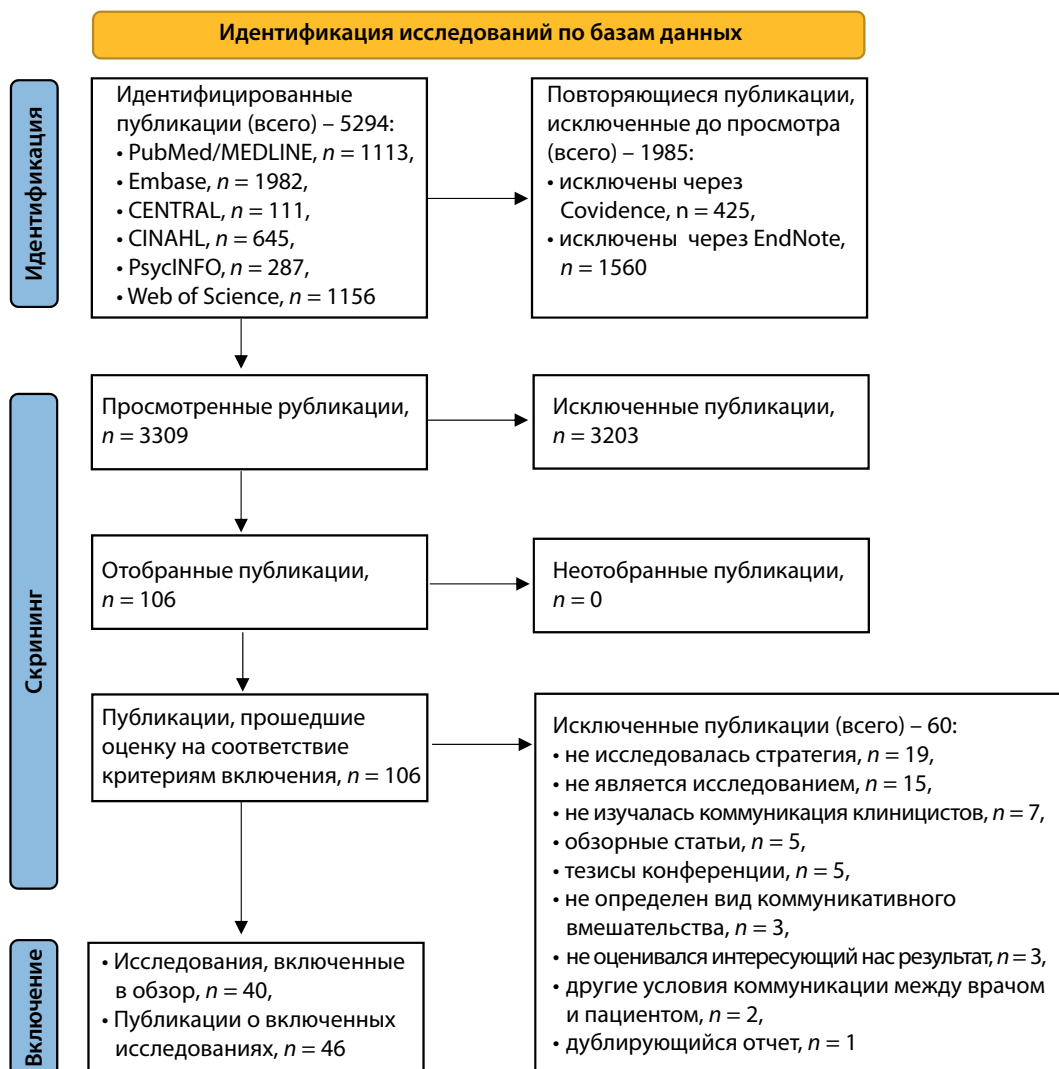 Идентификация исследований по базам данных
Идентификация
Идентифицированные
публикации (всего) – 5294:
• PubMed/MEDLINE, n = 1113,
• Embase, n = 1982,
• CENTRAL, n = 111,
• CINAHL, n = 645,
• PsycINFO, n = 287,
• Web of Science, n = 1156
Повторяющиеся публикации,
исключенные до просмотра
(всего) – 1985:
• исключены через
Covidence, n = 425,
• исключены через EndNote,
n = 1560
Скрининг
Просмотренные рубликации,
n = 3309
Исключенные публикации,
n = 3203
Отобранные публикации,
n = 106
Неотобранные публикации,
n = 0
Публикации, прошедшие
оценку на соответствие
критериям включения, n = 106
Исключенные публикации (всего) – 60:
• не исследовалась стратегия, n = 19,
• не является исследованием, n = 15,
• не изучалась коммуникация клиницистов, n = 7,
• обзорные статьи, n = 5,
• тезисы конференции, n = 5,
• не определен вид коммуникативного
вмешательства, n = 3,
• не оценивался интересующий нас результат, n = 3,
• другие условия коммуникации между врачом
и пациентом, n = 2,
• дублирующийся отчет, n = 1
Включение
• Исследования, включенные
в обзор, n = 40,
• Публикации о включенных
исследованиях, n = 46